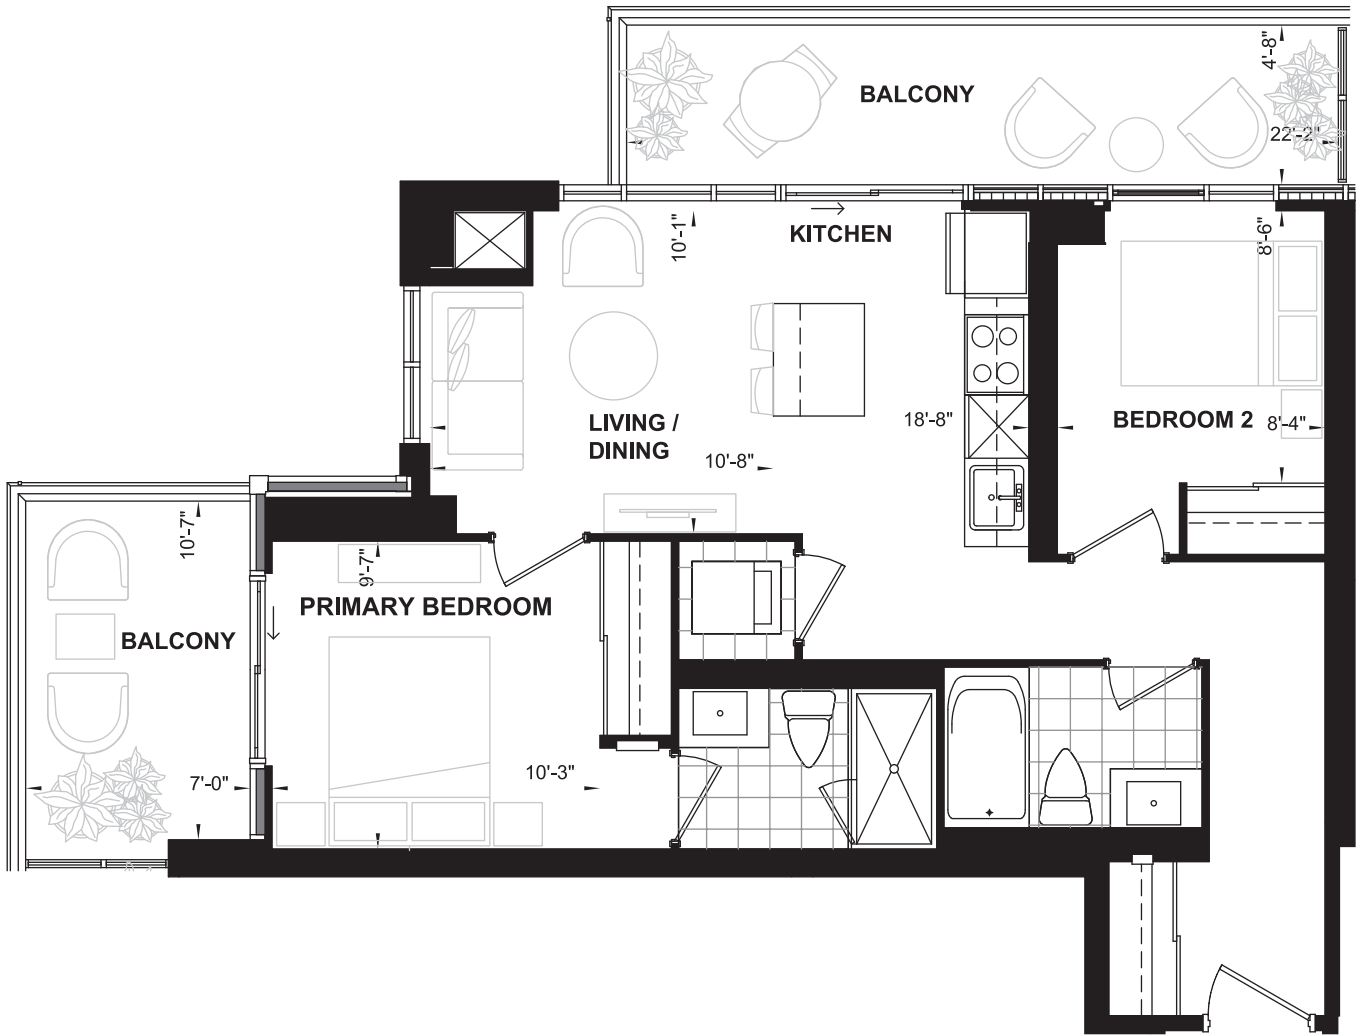 4'-8"
BALCONY
22'-2"
10'-1"
KITCHEN
8'-6"
LIVING /
DINING
18'-8"
BEDROOM 2
8'-4"
10'-8"
10'-7"
9'-7"
PRIMARY BEDROOM
BALCONY
7'-0"
10'-3"